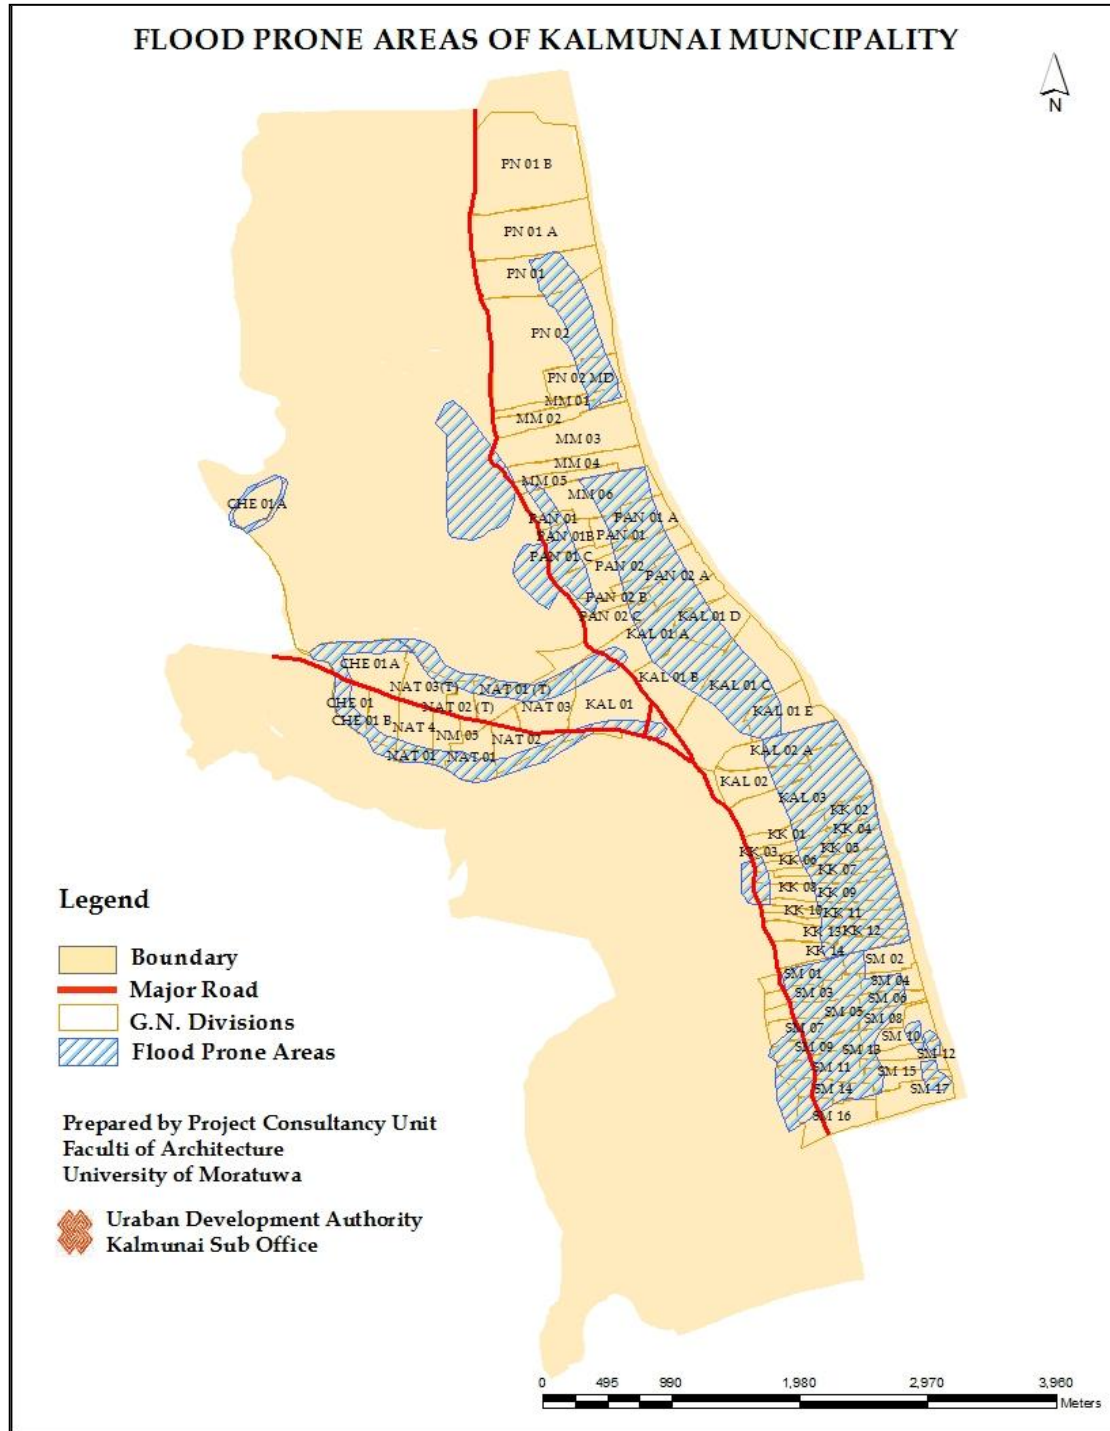 FLOOD PRONE AREAS OF KALMUNAI MUNCIPALITY
N
PN 01 B
PN 01 A
PN 01
PN 02
PN 02 MD
MM 01
MM 02
MM 03
MM 04
MM 05
MM 06
CHE 01 A
PAN 01
PAN 01 A
PAN 01B
PAN 01
PAN 01 C
PAN 02
PAN 02 A
PAN 02 B
PAN 02 C
KAL 01 D
KAL 01 A
CHE 01 A
KAL 01 B
NAT 03 (T)
NAT 01 (T)
KAL 01 C
CHE 01
NAT 02 (T)
NAT 03
KAL 01
KAL 01 E
CHE 01 B
NAT 4
NM 05
NAT 02
NAT 01
NAT 01
KAL 02 A
KAL 02
KAL 03
KK 02
KK 01
KK 04
KK 03
KK 05
KK 06
KK 07
KK 08
KK 09
KK 10
KK 11
KK 13
KK 12
KK 14
SM 02
SM 01
SM 04
SM 03
SM 06
SM 05
SM 08
SM 07
SM 10
SM 09
SM 13
SM 12
SM 11
SM 15
SM 14
SM 17
SM 16
Legend
Boundary
Major Road
G.N. Divisions
Flood Prone Areas
Prepared by Project Consultancy Unit
Faculti of Architecture
University of Moratuwa
Uraban Development Authority
Kalmunai Sub Office
0 495 990 1,980 2,970 3,960
Meters